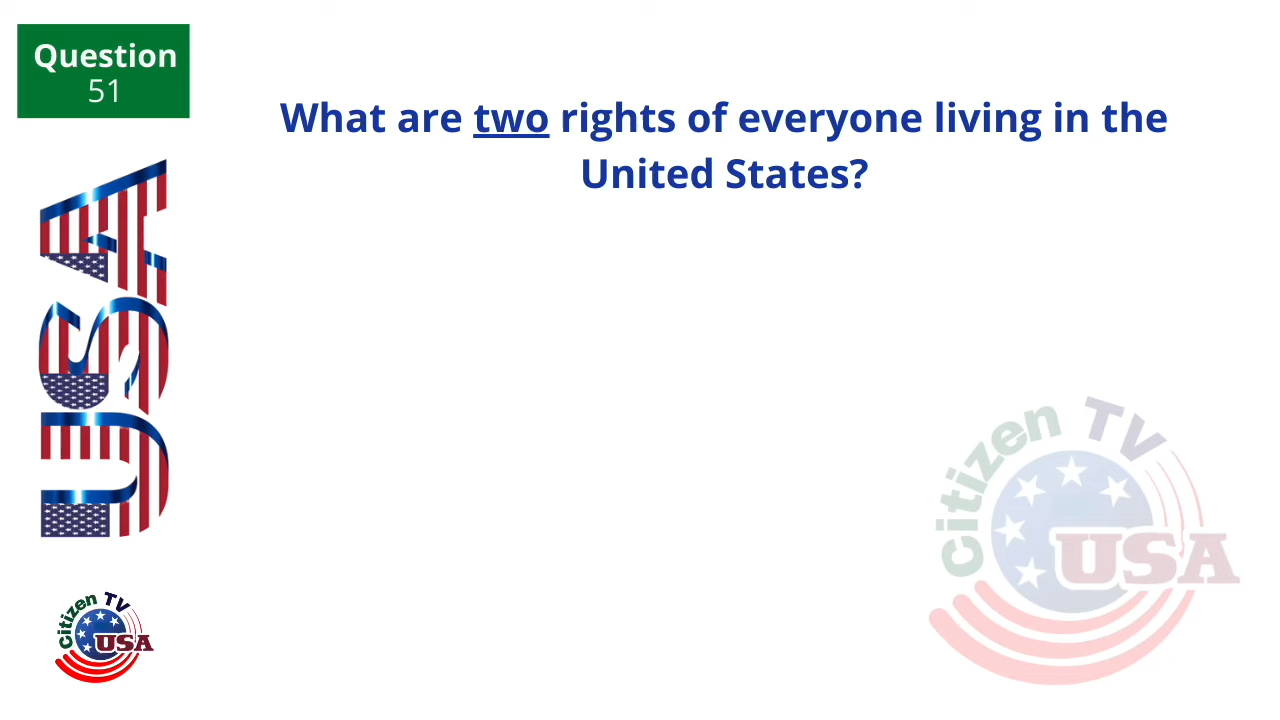 Question
51
What are two rights of everyone living in the
United States?
USA
Citizen TV
USA
Citizen TV
USA